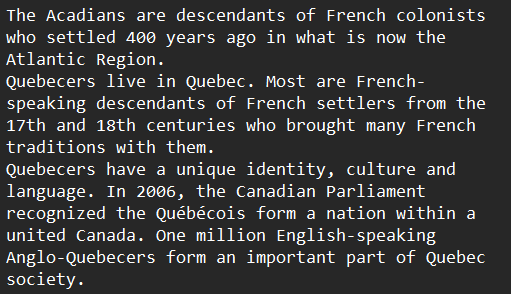 The Acadians are descendants of French colonists
who settled 400 years ago in what is now the
Atlantic Region.
Quebecers live in Quebec. Most are French-
speaking descendants of French settlers from the
17th and 18th centuries who brought many French
traditions with them.
Quebecers have a unique identity, culture and
language. In 2006, the Canadian Parliament
recognized the Québécois form a nation within a
united Canada. One million English-speaking
Anglo-Quebecers form an important part of Quebec
society.